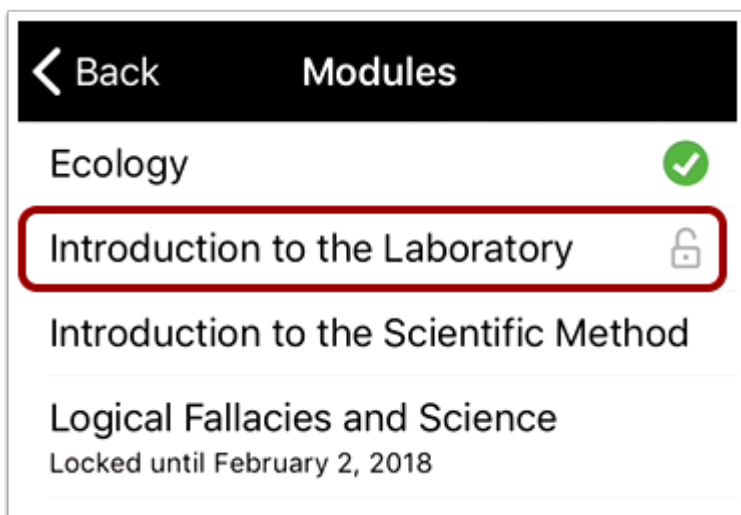 Back Modules
Ecology
Introduction to the Laboratory
Introduction to the Scientific Method
Logical Fallacies and Science
Locked until February 2, 2018